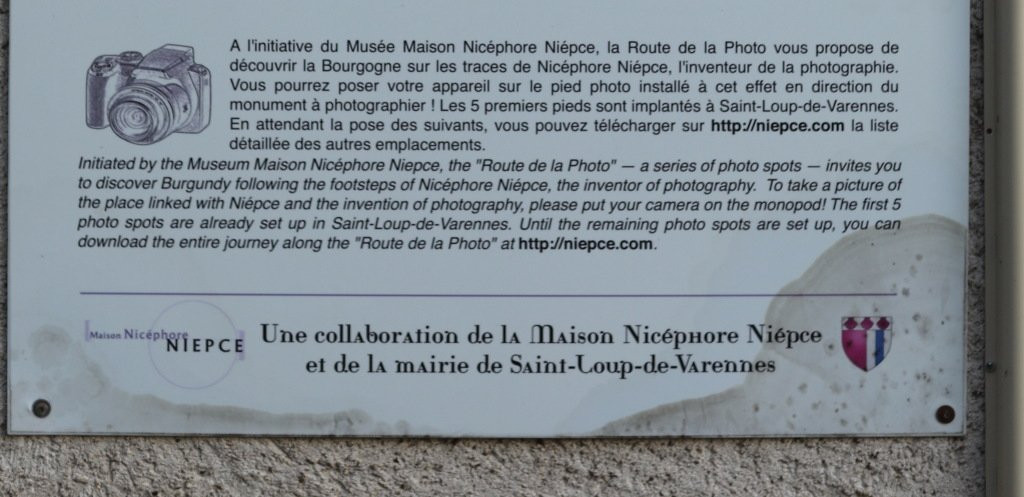 A l'initiative du Musée Maison Nicéphore Niépce, la Route de la Photo vous propose de
découvrir la Bourgogne sur les traces de Nicéphore Niépce, l'inventeur de la photographie.
Vous pourrez poser votre appareil sur le pied photo installé à cet effet en direction du
monument à photographier ! Les 5 premiers pieds sont implantés à Saint-Loup-de-Varennes.
En attendant la pose des suivants, vous pouvez télécharger sur http://niepce.com la liste
détaillée des autres emplacements.
Initiated by the Museum Maison Nicéphore Niepce, the "Route de la Photo" — a series of photo spots — invites you
to discover Burgundy following the footsteps of Nicéphore Niépce, the inventor of photography. To take a picture of
the place linked with Niépce and the invention of photography, please put your camera on the monopod! The first 5
photo spots are already set up in Saint-Loup-de-Varennes. Until the remaining photo spots are set up, you can
download the entire journey along the "Route de la Photo" at http://niepce.com.
Maison Nicéphore
NIEPCE
Une collaboration de la Maison Nicéphore Niépce
et de la mairie de Saint-Loup-de-Varennes